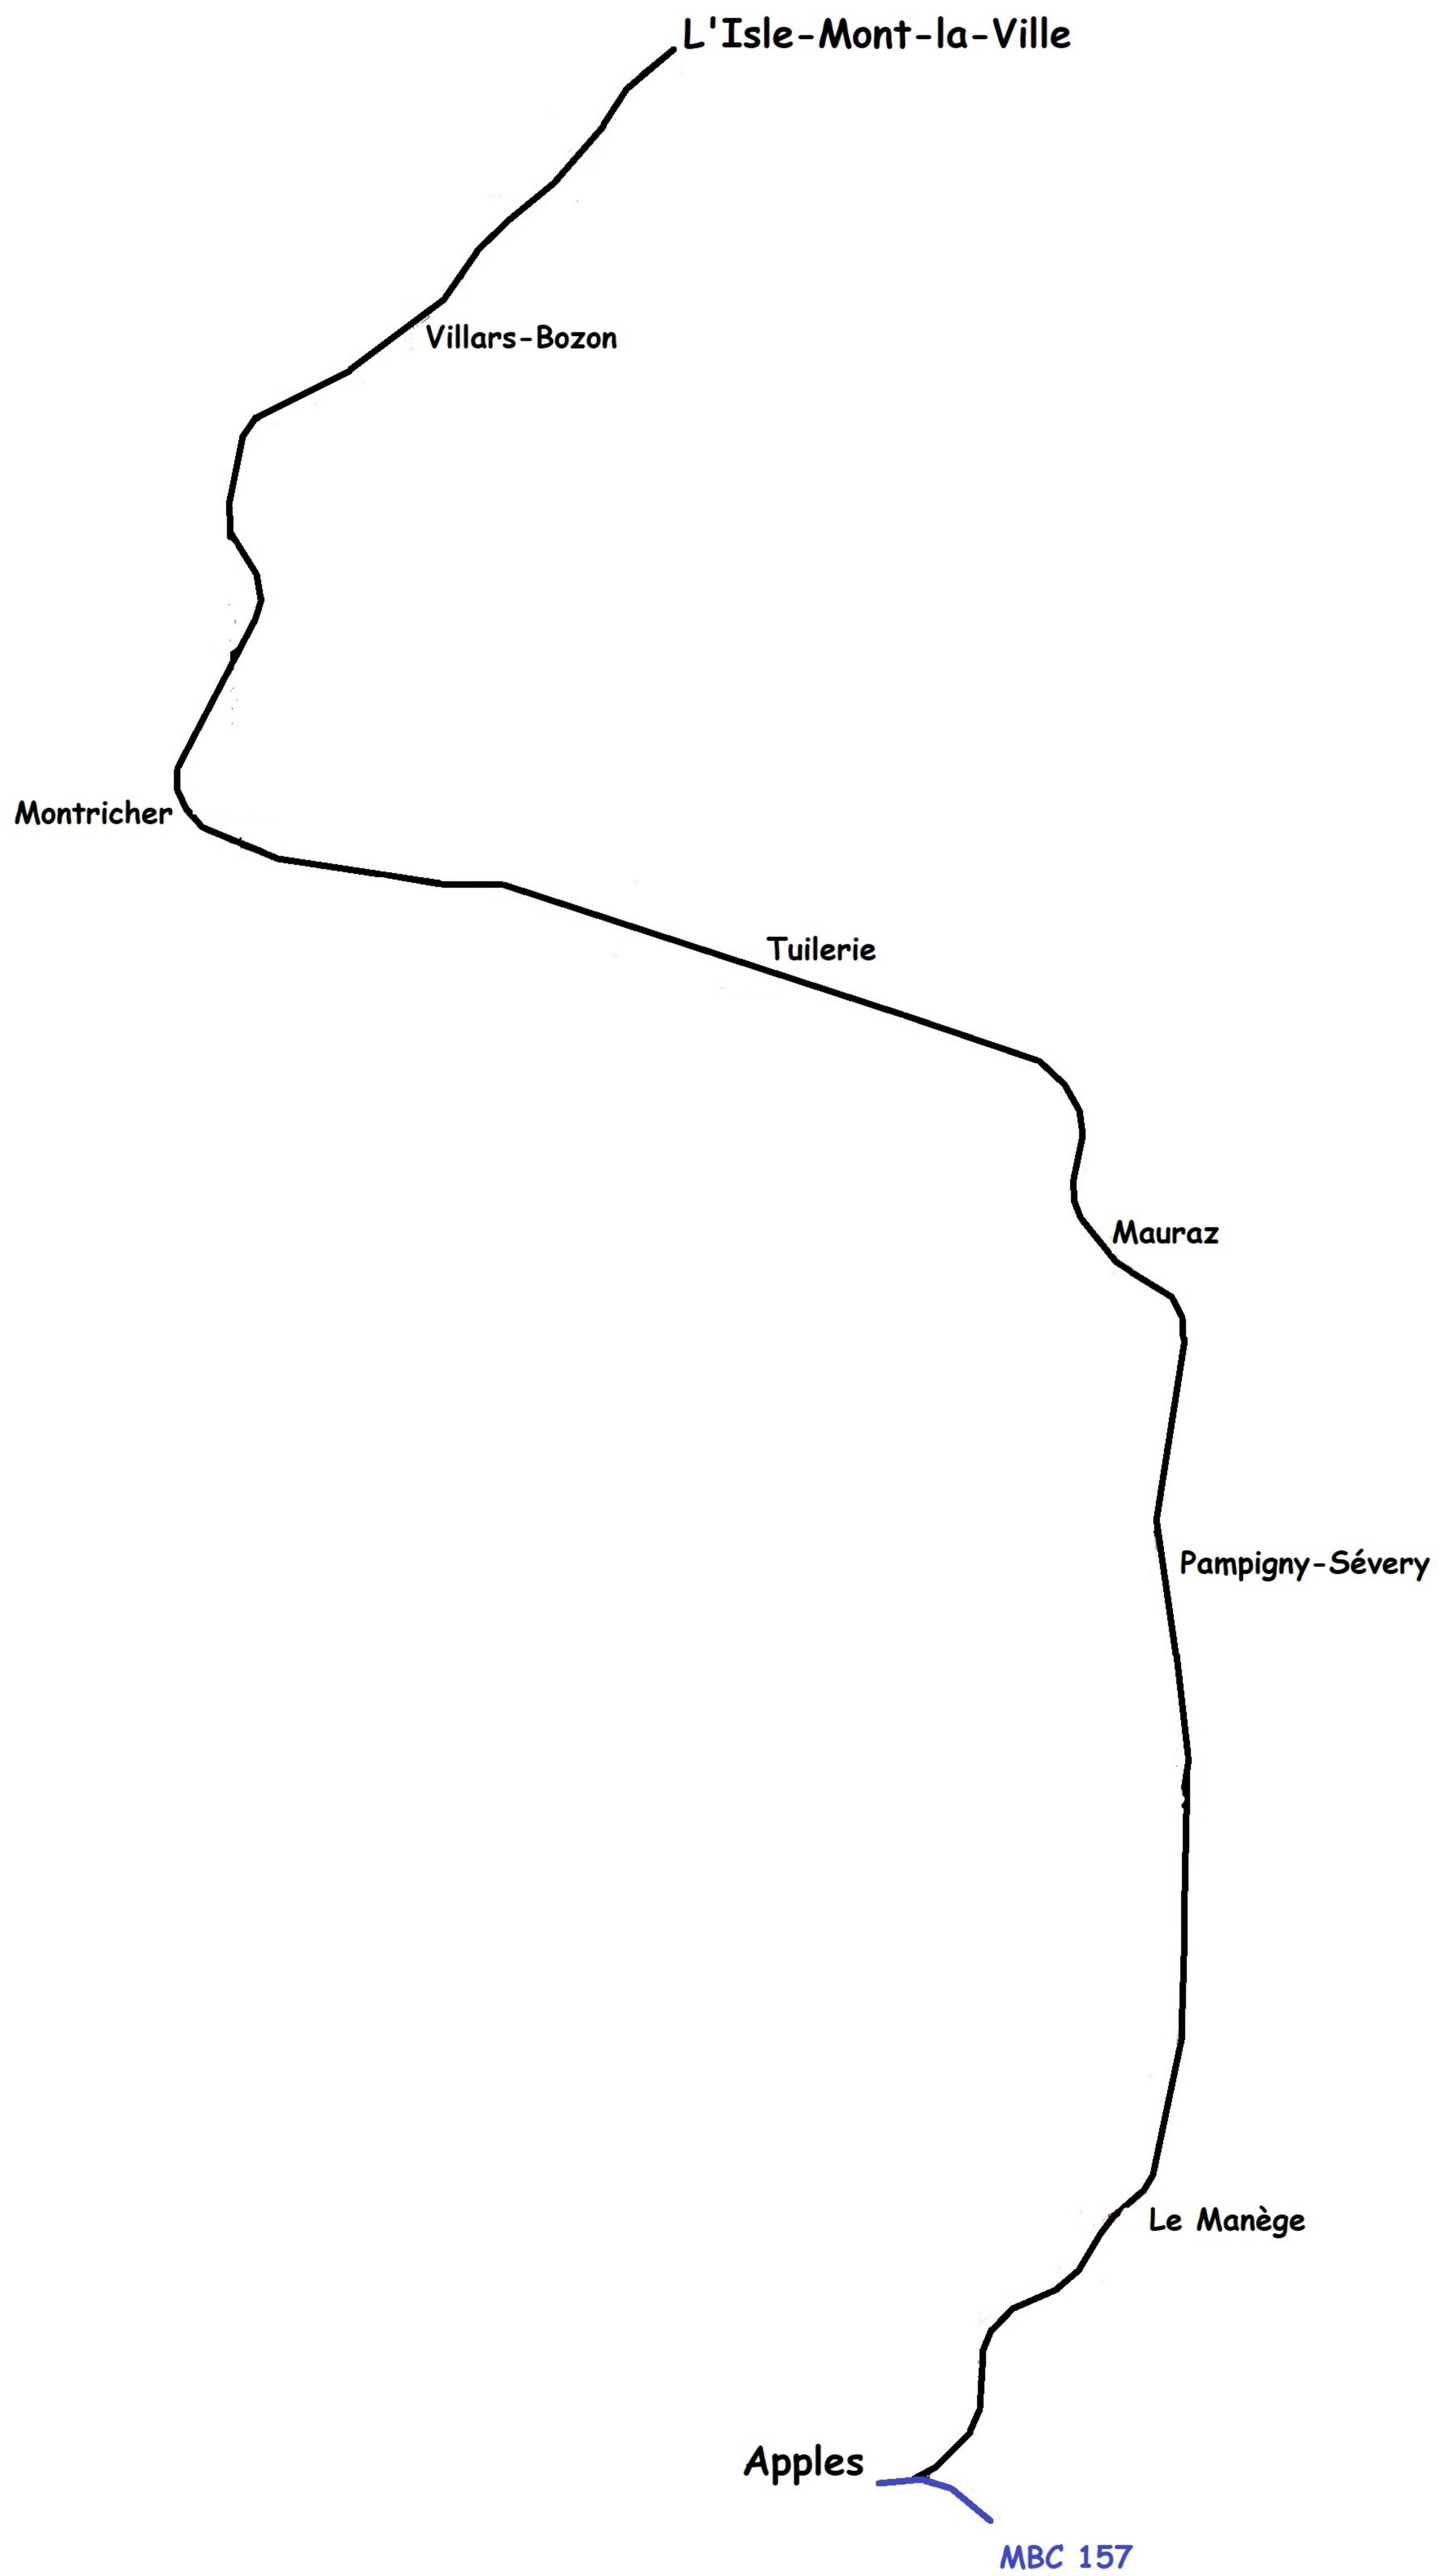 L'Isle-Mont-la-Ville
Villars-Bozon
Montricher
Tuilerie
Mauraz
Pampigny-Sévery
Le Manège
Apples
MBC 157